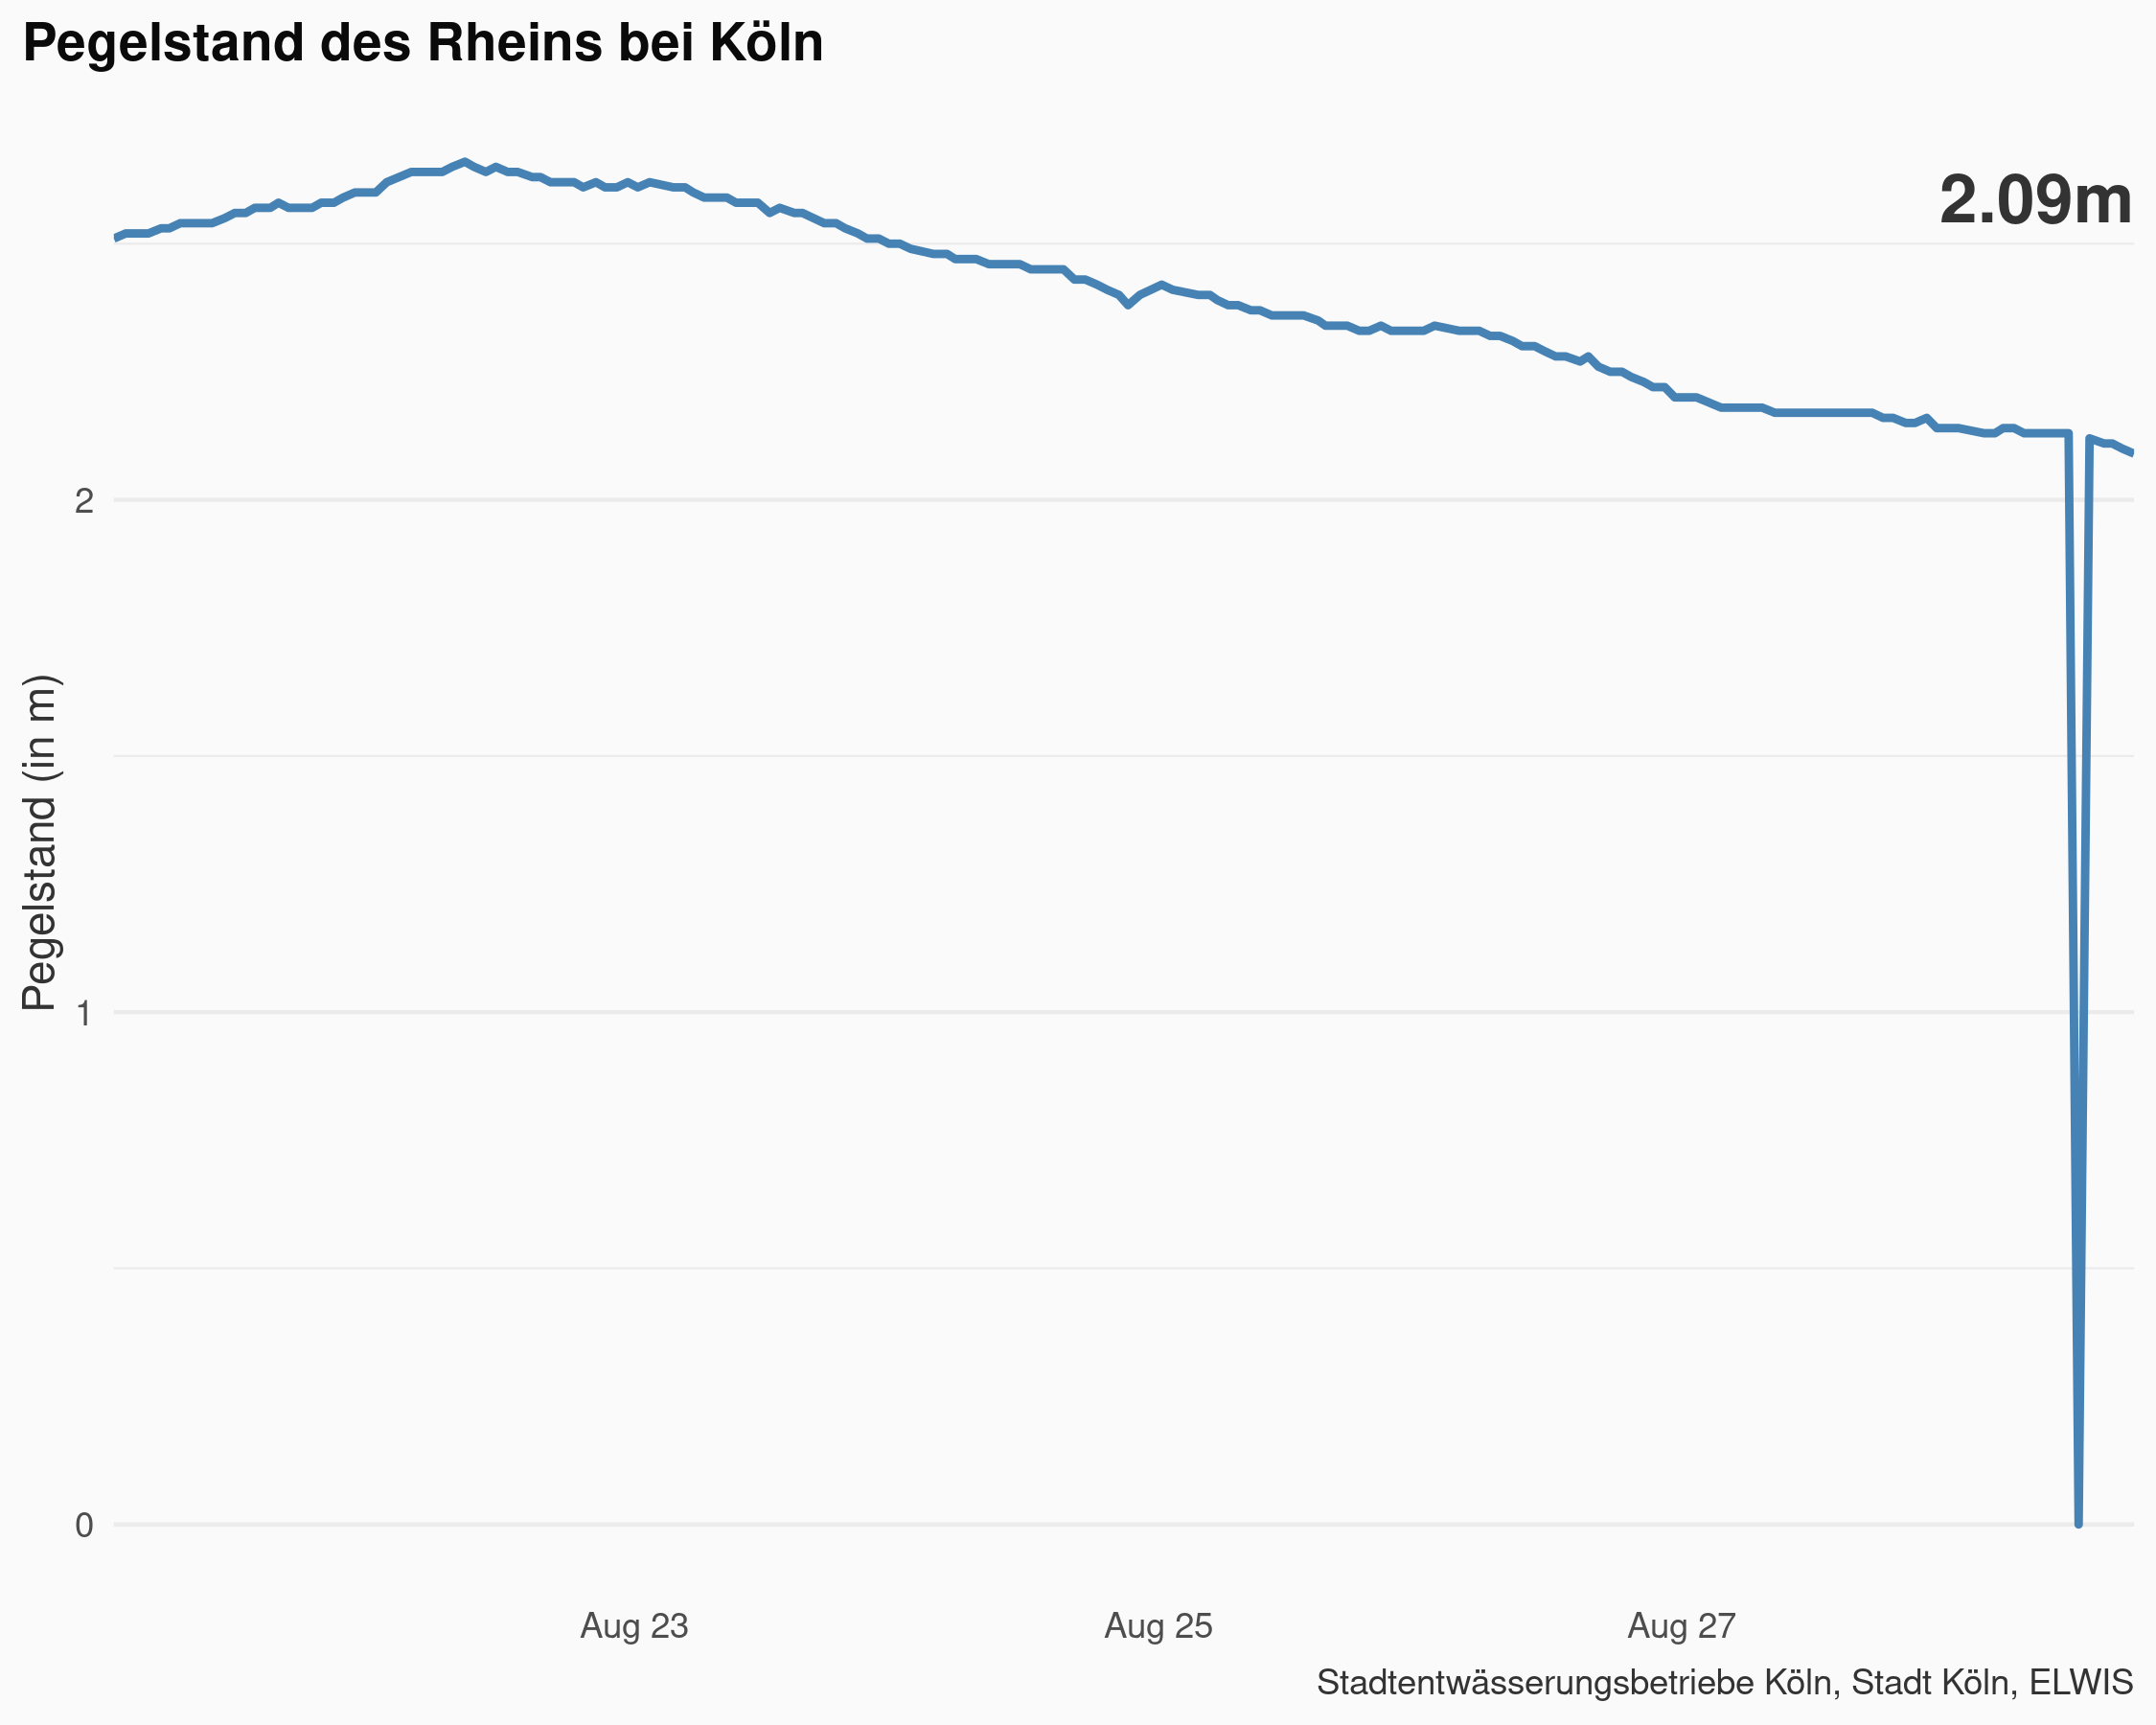 Pegelstand des Rheins bei Köln
2.09m
Pegelstand (in m)
2
1
0
Aug 23
Aug 25
Aug 27
Stadtentwässerungsbetriebe Köln, Stadt Köln, ELWIS